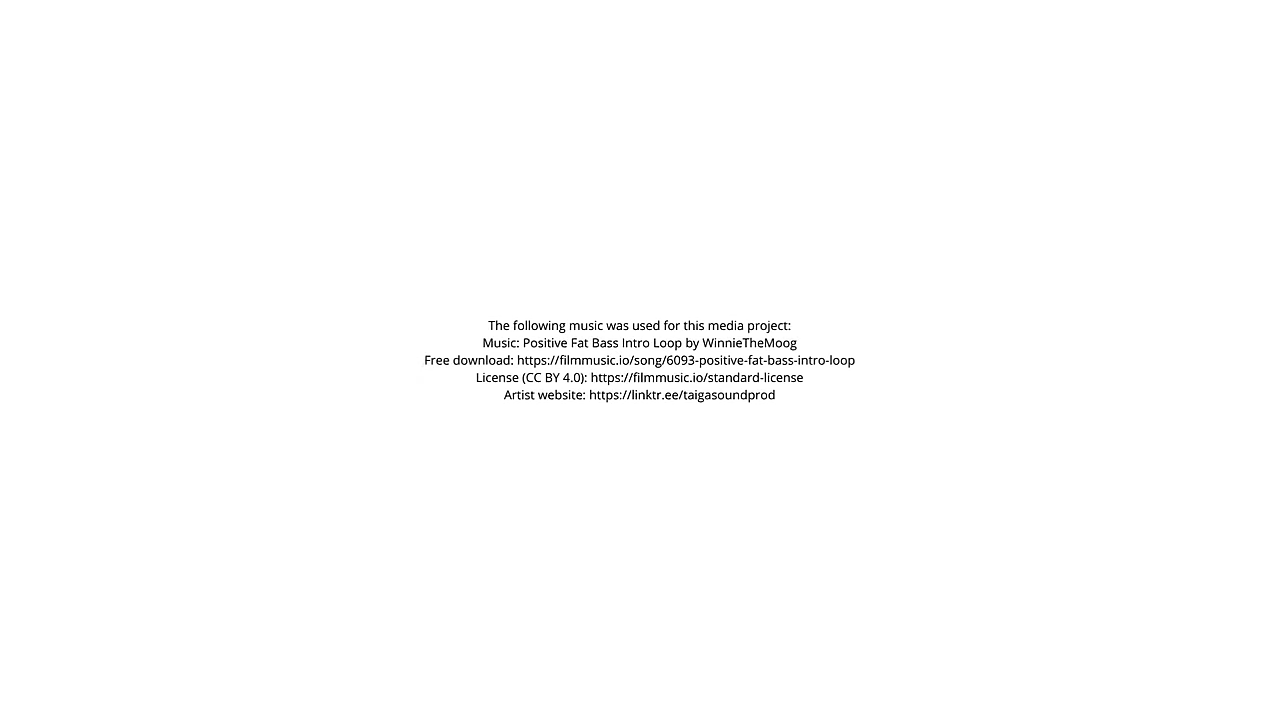 The following music was used for this media project:
Music: Positive Fat Bass Intro Loop by WinnieTheMoog
Free download: https://filmmusic.io/song/6093-positive-fat-bass-intro-loop
License (CC BY 4.0): https://filmmusic.io/standard-license
Artist website: https://linktr.ee/taigasoundprod